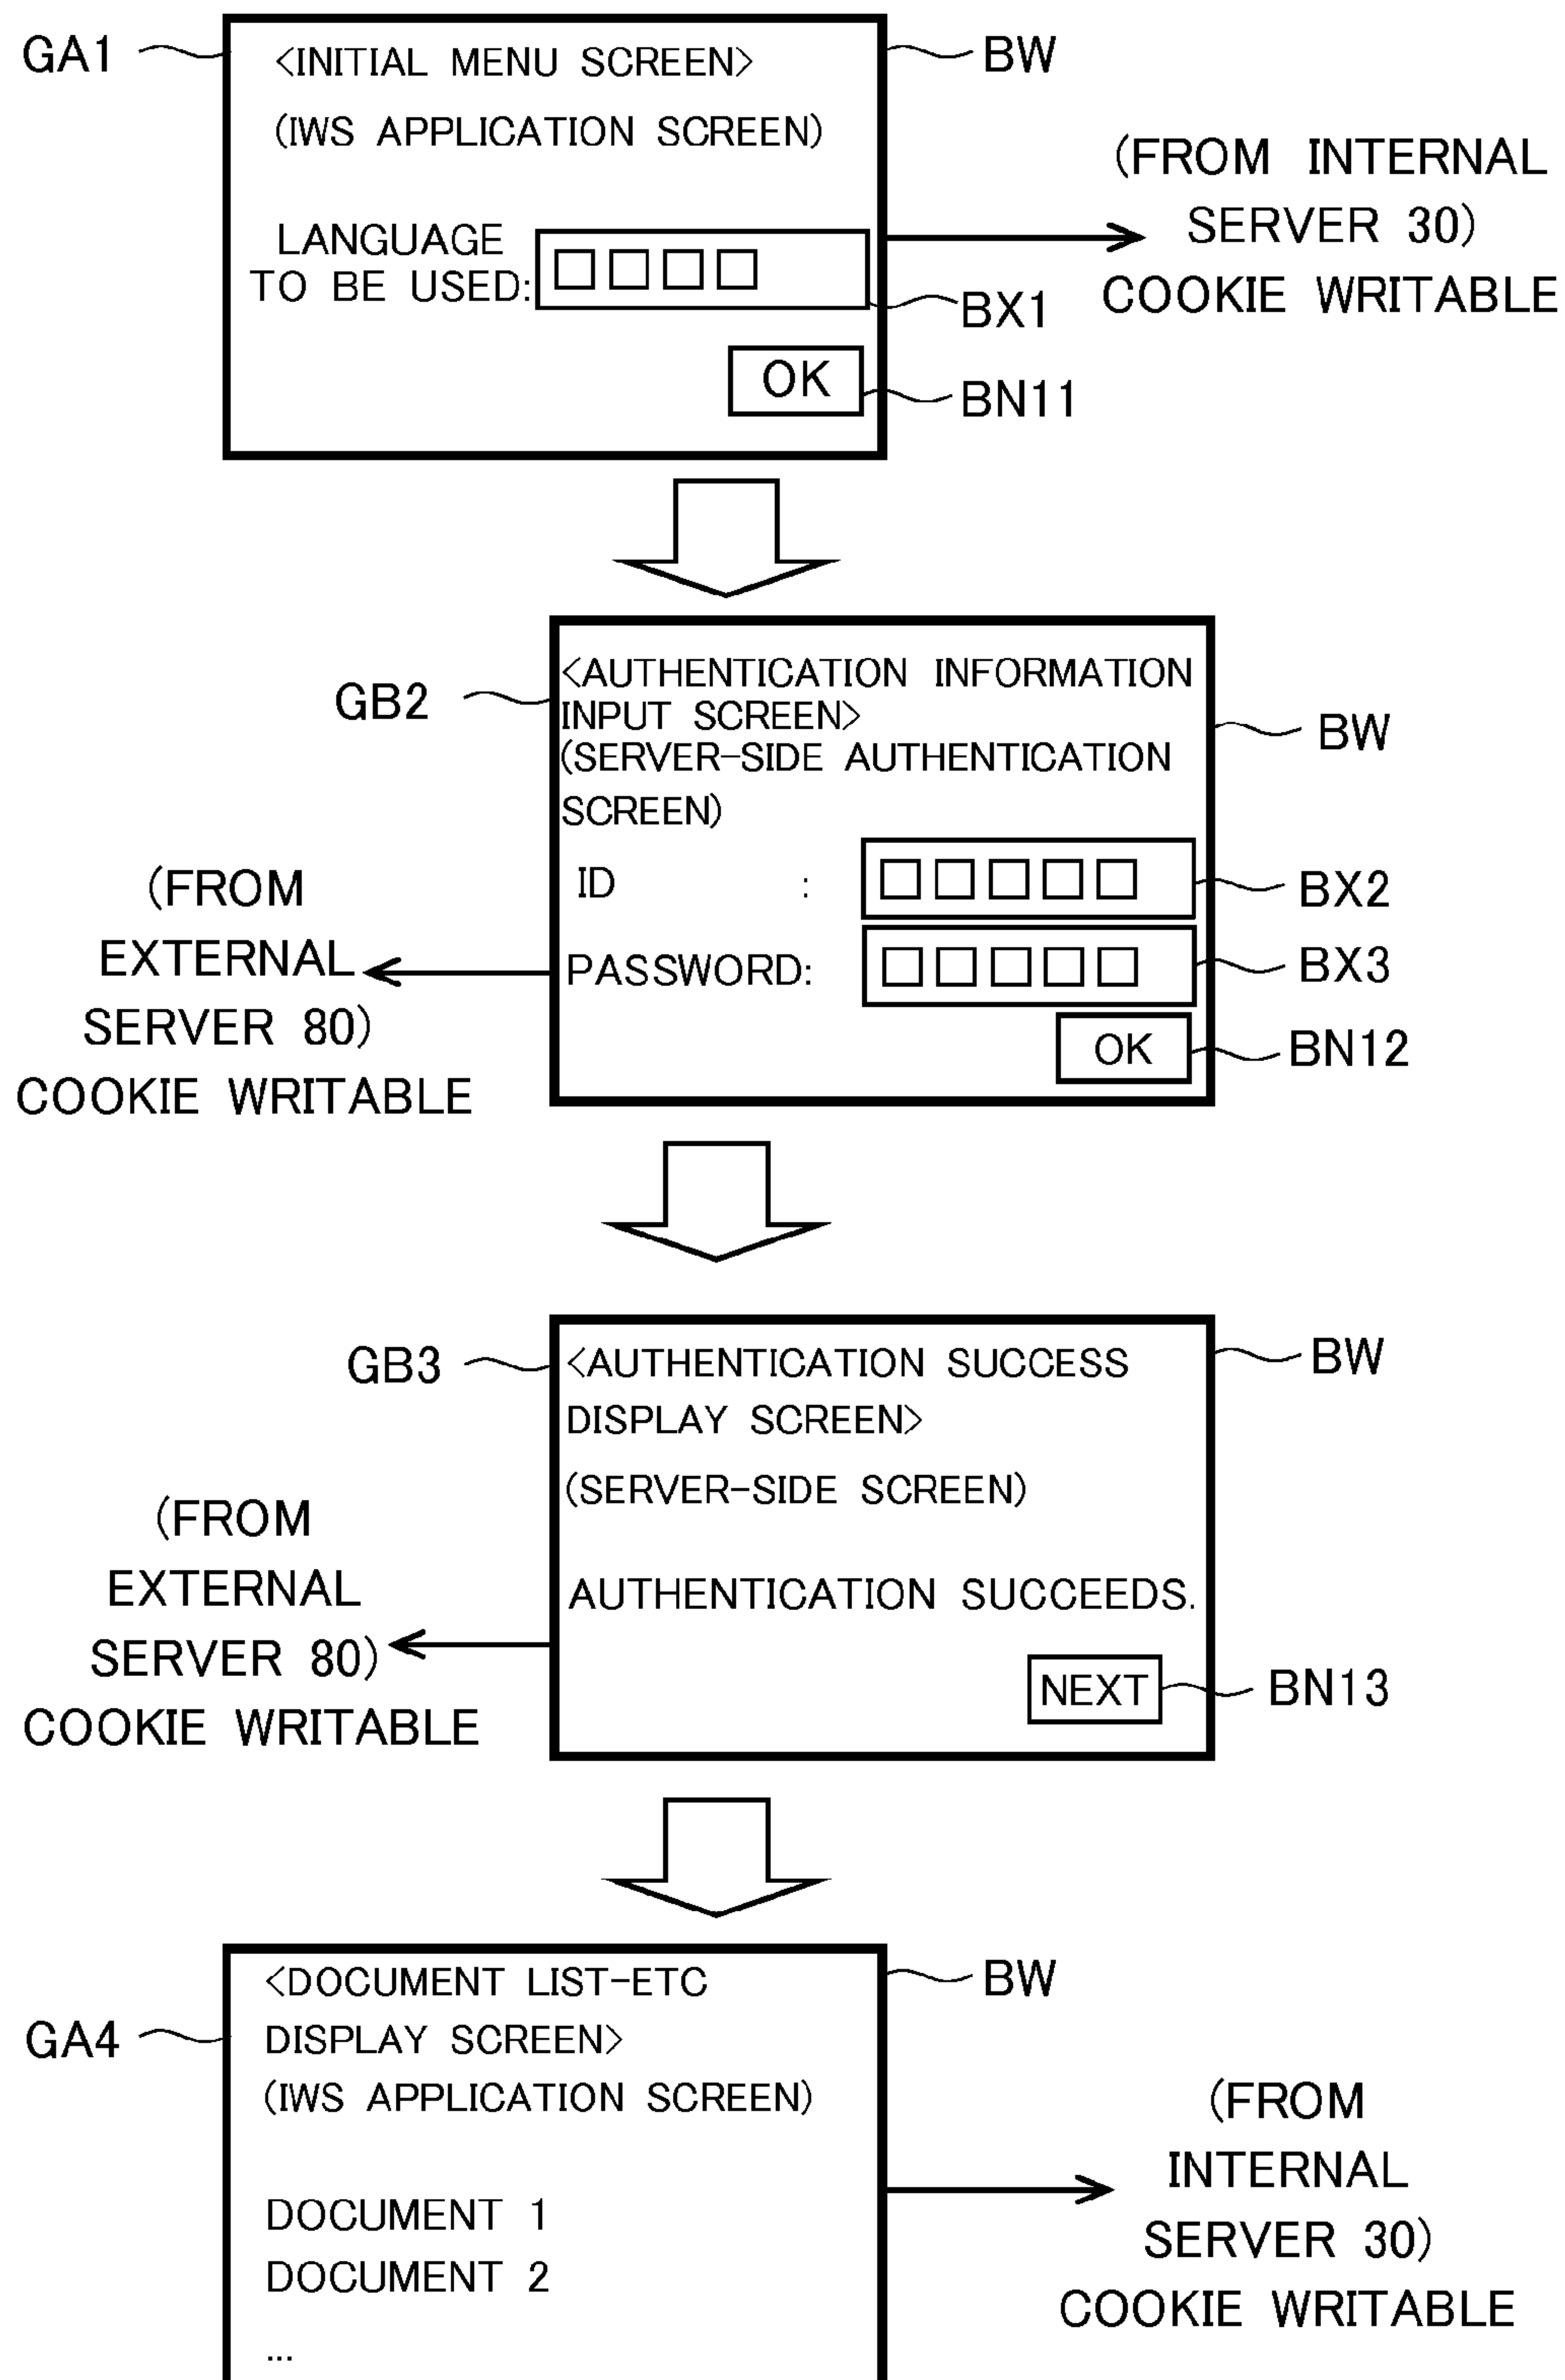 GA1
<INITIAL MENU SCREEN>
BW
(IWS APPLICATION SCREEN)
(FROM INTERNAL
SERVER 30)
COOKIE WRITABLE
LANGUAGE
TO BE USED:
BX1
OK
BN11
GB2
<AUTHENTICATION INFORMATION
INPUT SCREEN>
(SERVER-SIDE AUTHENTICATION
SCREEN)
BW
ID :
BX2
(FROM
EXTERNAL
SERVER 80)
COOKIE WRITABLE
PASSWORD:
BX3
OK
BN12
GB3
<AUTHENTICATION SUCCESS
DISPLAY SCREEN>
BW
(SERVER-SIDE SCREEN)
(FROM
EXTERNAL
SERVER 80)
COOKIE WRITABLE
AUTHENTICATION SUCCEEDS.
NEXT
BN13
GA4
<DOCUMENT LIST-ETC
DISPLAY SCREEN>
BW
(IWS APPLICATION SCREEN)
(FROM
INTERNAL
SERVER 30)
COOKIE WRITABLE
DOCUMENT 1
DOCUMENT 2
...